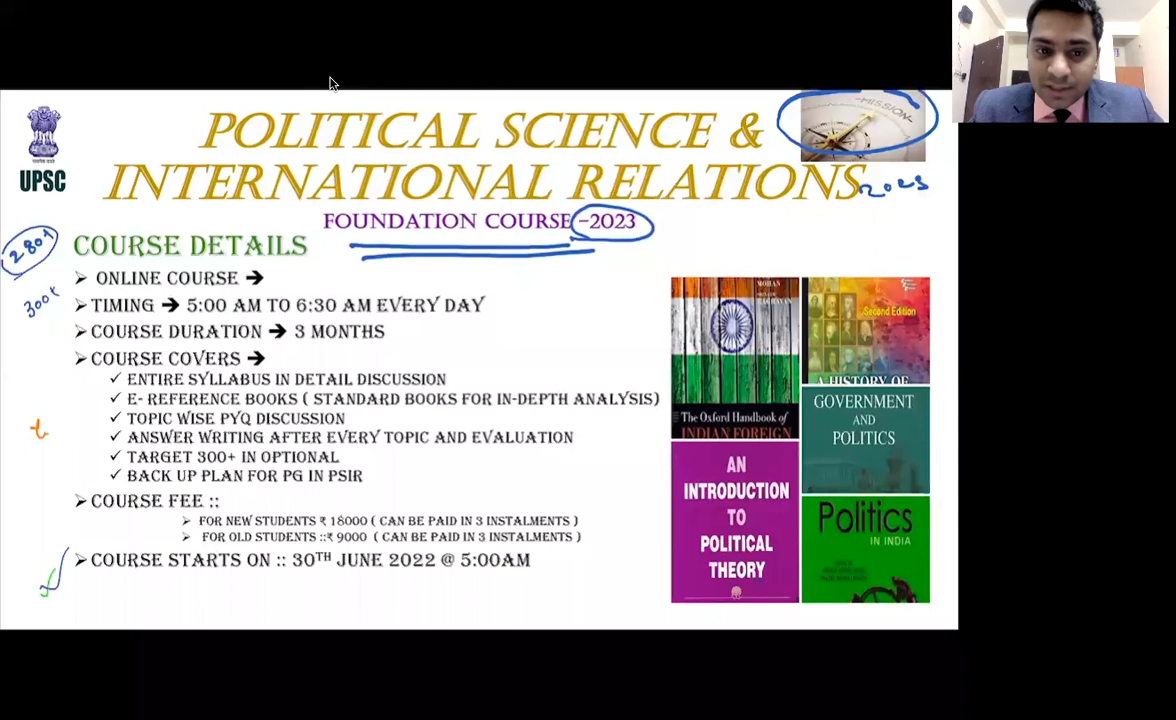 POLITICAL SCIENCE &
INTERNATIONAL RELATIONS
-MISSION-
2023
UPSC
FOUNDATION COURSE -2023
280+
COURSE DETAILS
➢ ONLINE COURSE ➔
300+
➢ TIMING ➔ 5:00 AM TO 6:30 AM EVERY DAY
➢ COURSE DURATION ➔ 3 MONTHS
➢ COURSE COVERS ➔
✓ ENTIRE SYLLABUS IN DETAIL DISCUSSION
✓ E- REFERENCE BOOKS ( STANDARD BOOKS FOR IN-DEPTH ANALYSIS)
✓ TOPIC WISE PYQ DISCUSSION
✓ ANSWER WRITING AFTER EVERY TOPIC AND EVALUATION
✓ TARGET 300+ IN OPTIONAL
✓ BACK UP PLAN FOR PG IN PSIR
➢ COURSE FEE ::
➢ FOR NEW STUDENTS ₹ 18000 ( CAN BE PAID IN 3 INSTALMENTS )
➢ FOR OLD STUDENTS ::₹ 9000 ( CAN BE PAID IN 3 INSTALMENTS )
➢ COURSE STARTS ON :: 30TH JUNE 2022 @ 5:00AM
MOHAN
RAGHAVAN
The Oxford Handbook of
INDIAN FOREIGN
Second Edition
A HISTORY OF
GOVERNMENT
AND
POLITICS
AN
INTRODUCTION
TO
POLITICAL
THEORY
Politics
IN INDIA